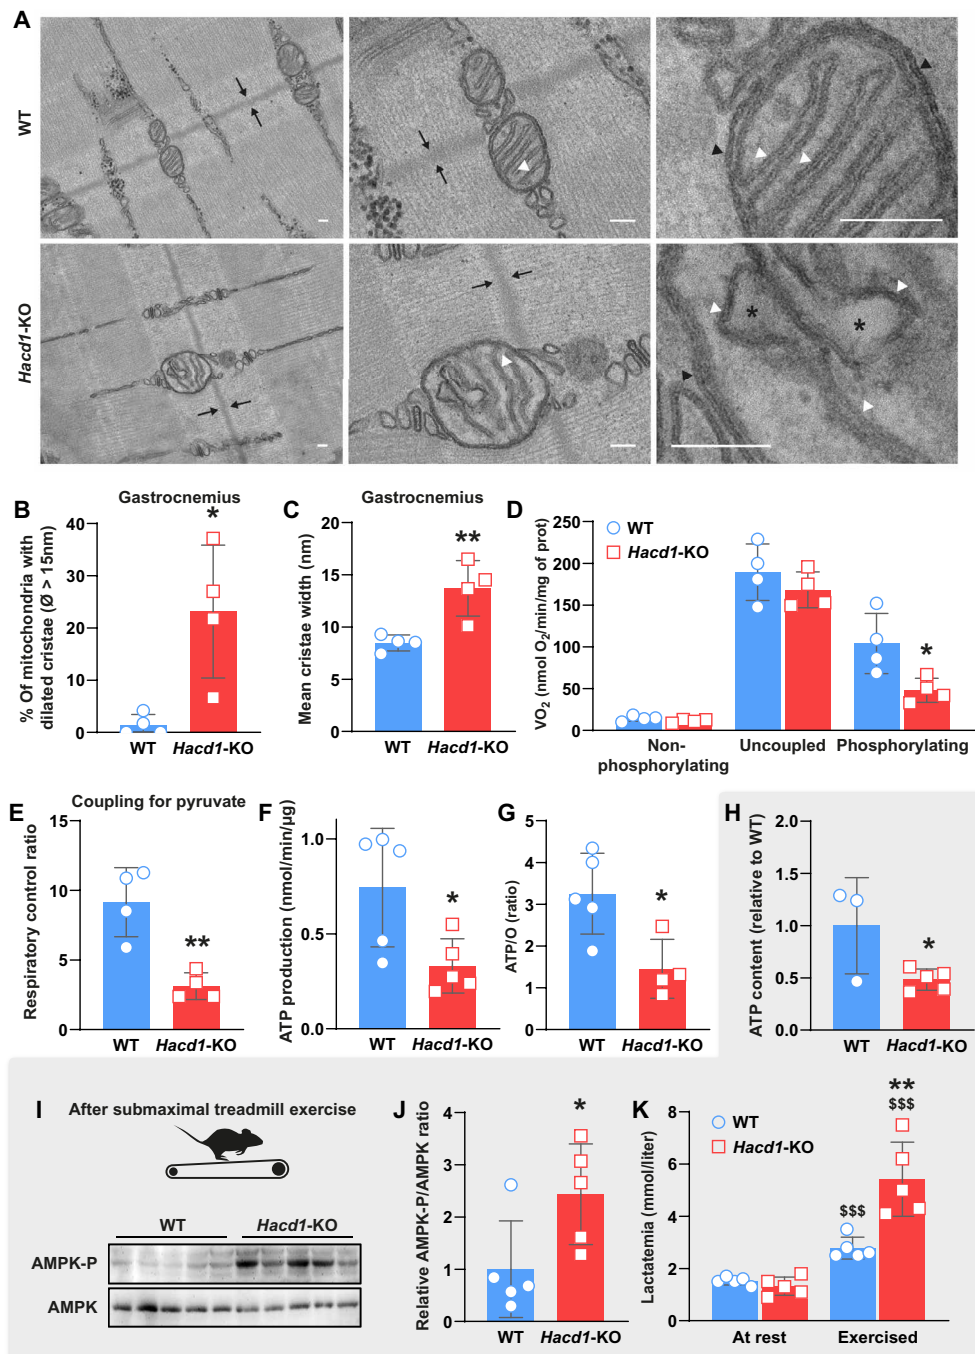 A
WT
Hacd1-KO
*
*
B
Gastrocnemius
% Of mitochondria with
dilated cristae (Ø > 15nm)
40
30
20
10
0
*
WT
Hacd1-KO
C
Gastrocnemius
Mean cristae width (nm)
20
15
10
5
0
**
WT
Hacd1-KO
D
VO2 (nmol O2/min/mg of prot)
250
200
150
100
50
0
WT
Hacd1-KO
*
Non-
phosphorylating
Uncoupled
Phosphorylating
E
Coupling for pyruvate
Respiratory control ratio
15
10
5
0
**
WT
Hacd1-KO
F
ATP production (nmol/min/µg)
1.0
0.5
0.0
*
WT
Hacd1-KO
G
ATP/O (ratio)
5
4
3
2
1
0
*
WT
Hacd1-KO
H
ATP content (relative to WT)
2.0
1.5
1.0
0.5
0.0
*
WT
Hacd1-KO
I
After submaximal treadmill exercise
WT
Hacd1-KO
AMPK-P
AMPK
J
Relative AMPK-P/AMPK ratio
4
3
2
1
0
*
WT
Hacd1-KO
K
Lactatemia (mmol/liter)
8
6
4
2
0
WT
Hacd1-KO
$$$
**
$$$
At rest
Exercised